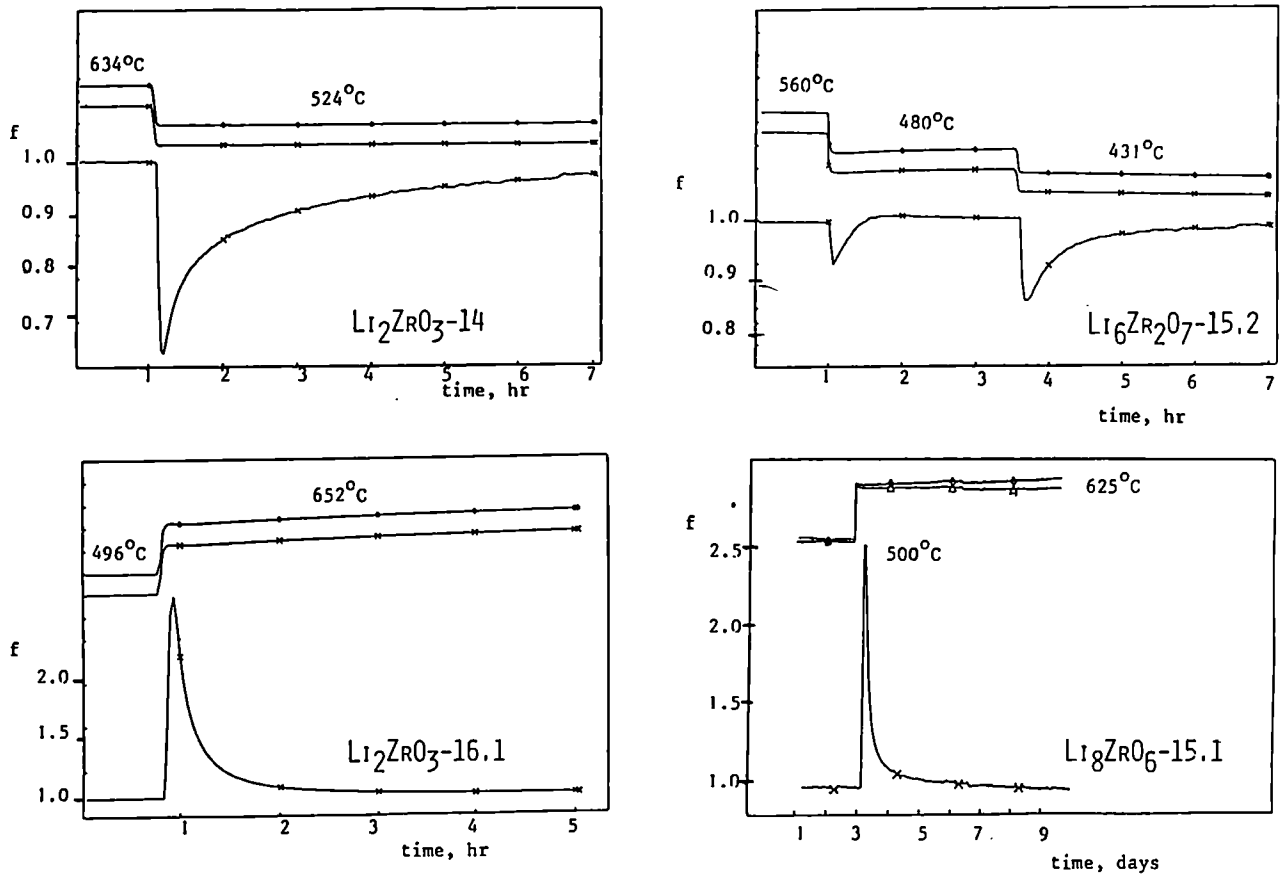 634°C
524°C
f
1.0
0.9
0.8
0.7
Li₂ZrO₃-14
1 2 3 4 5 6 7
time, hr
560°C
480°C
431°C
f
1.0
0.9
0.8
Li₆Zr₂O₇-15.2
1 2 3 4 5 6 7
time, hr
652°C
496°C
f
2.0
1.5
1.0
Li₂ZrO₃-16.1
1 2 3 4 5
time, hr
625°C
f
2.5
500°C
2.0
1.5
1.0
Li₈ZrO₆-15.1
1 3 5 7 9
time, days